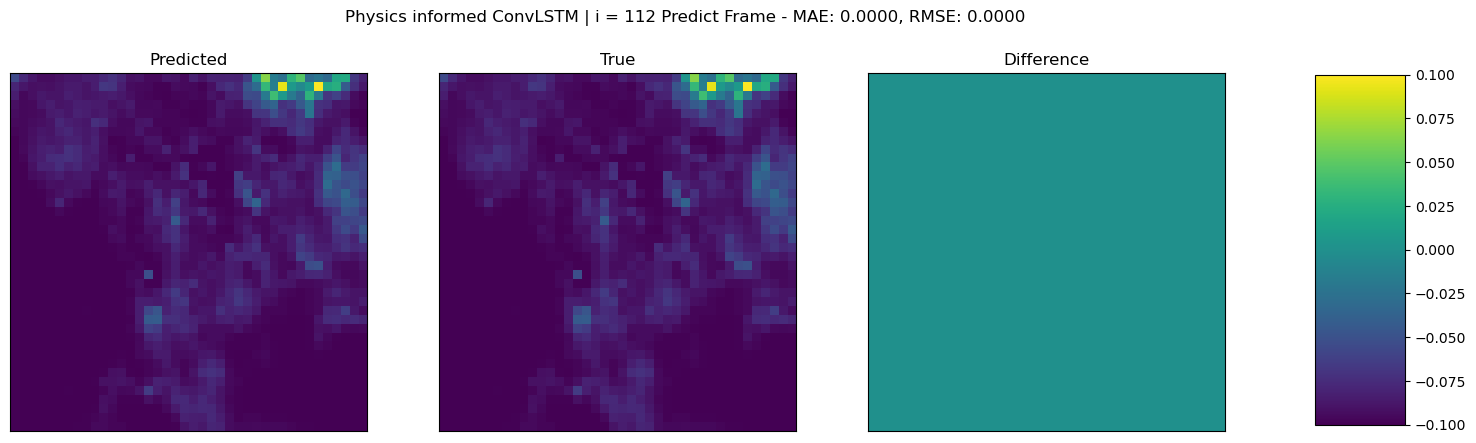 Physics informed ConvLSTM | i = 112 Predict Frame - MAE: 0.0000, RMSE: 0.0000
Predicted
True
Difference
0.100
0.075
0.050
0.025
0.000
−0.025
−0.050
−0.075
−0.100